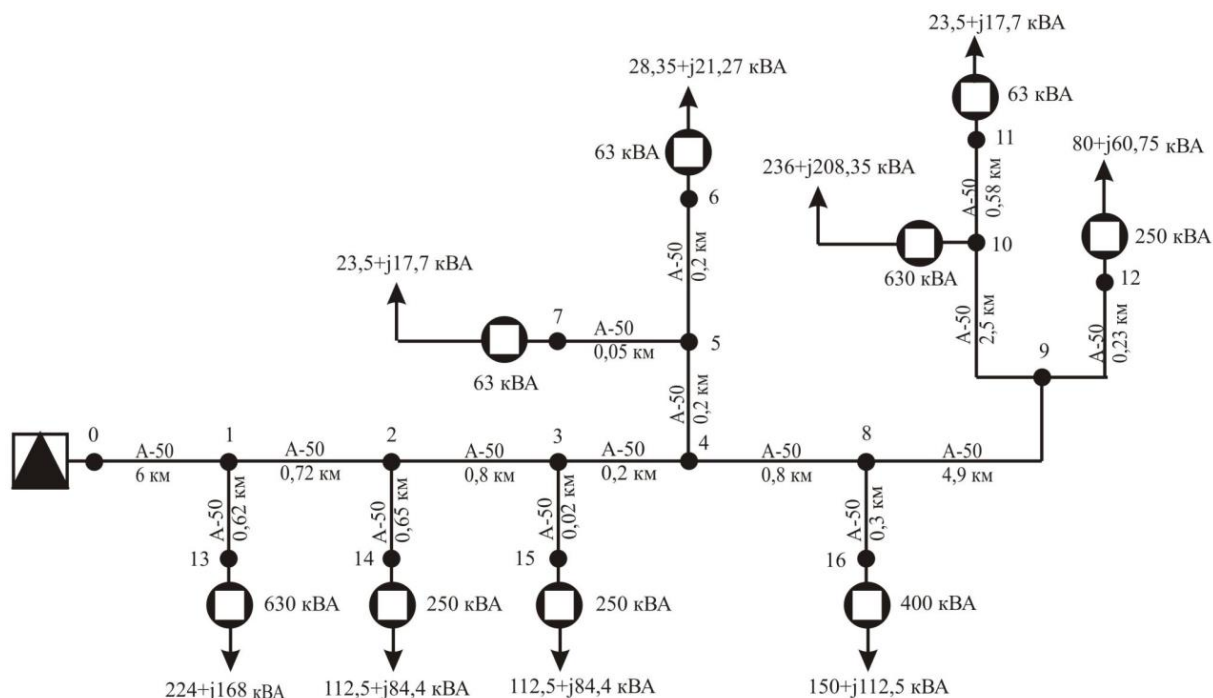 23,5+j17,7 кВА
63 кВА
11
28,35+j21,27 кВА
63 кВА
6
80+j60,75 кВА
250 кВА
12
236+j208,35 кВА
630 кВА
10
А-50
0,58 км
А-50
0,2 км
23,5+j17,7 кВА
63 кВА
7
А-50
0,05 км
5
А-50
2,5 км
А-50
0,23 км
9
А-50
0,2 км
0
А-50
6 км
1
А-50
0,72 км
2
А-50
0,8 км
3
А-50
0,2 км
4
А-50
0,8 км
8
А-50
4,9 км
А-50
0,62 км
А-50
0,65 км
А-50
0,02 км
А-50
0,3 км
13
630 кВА
14
250 кВА
15
250 кВА
16
400 кВА
224+j168 кВА
112,5+j84,4 кВА
112,5+j84,4 кВА
150+j112,5 кВА